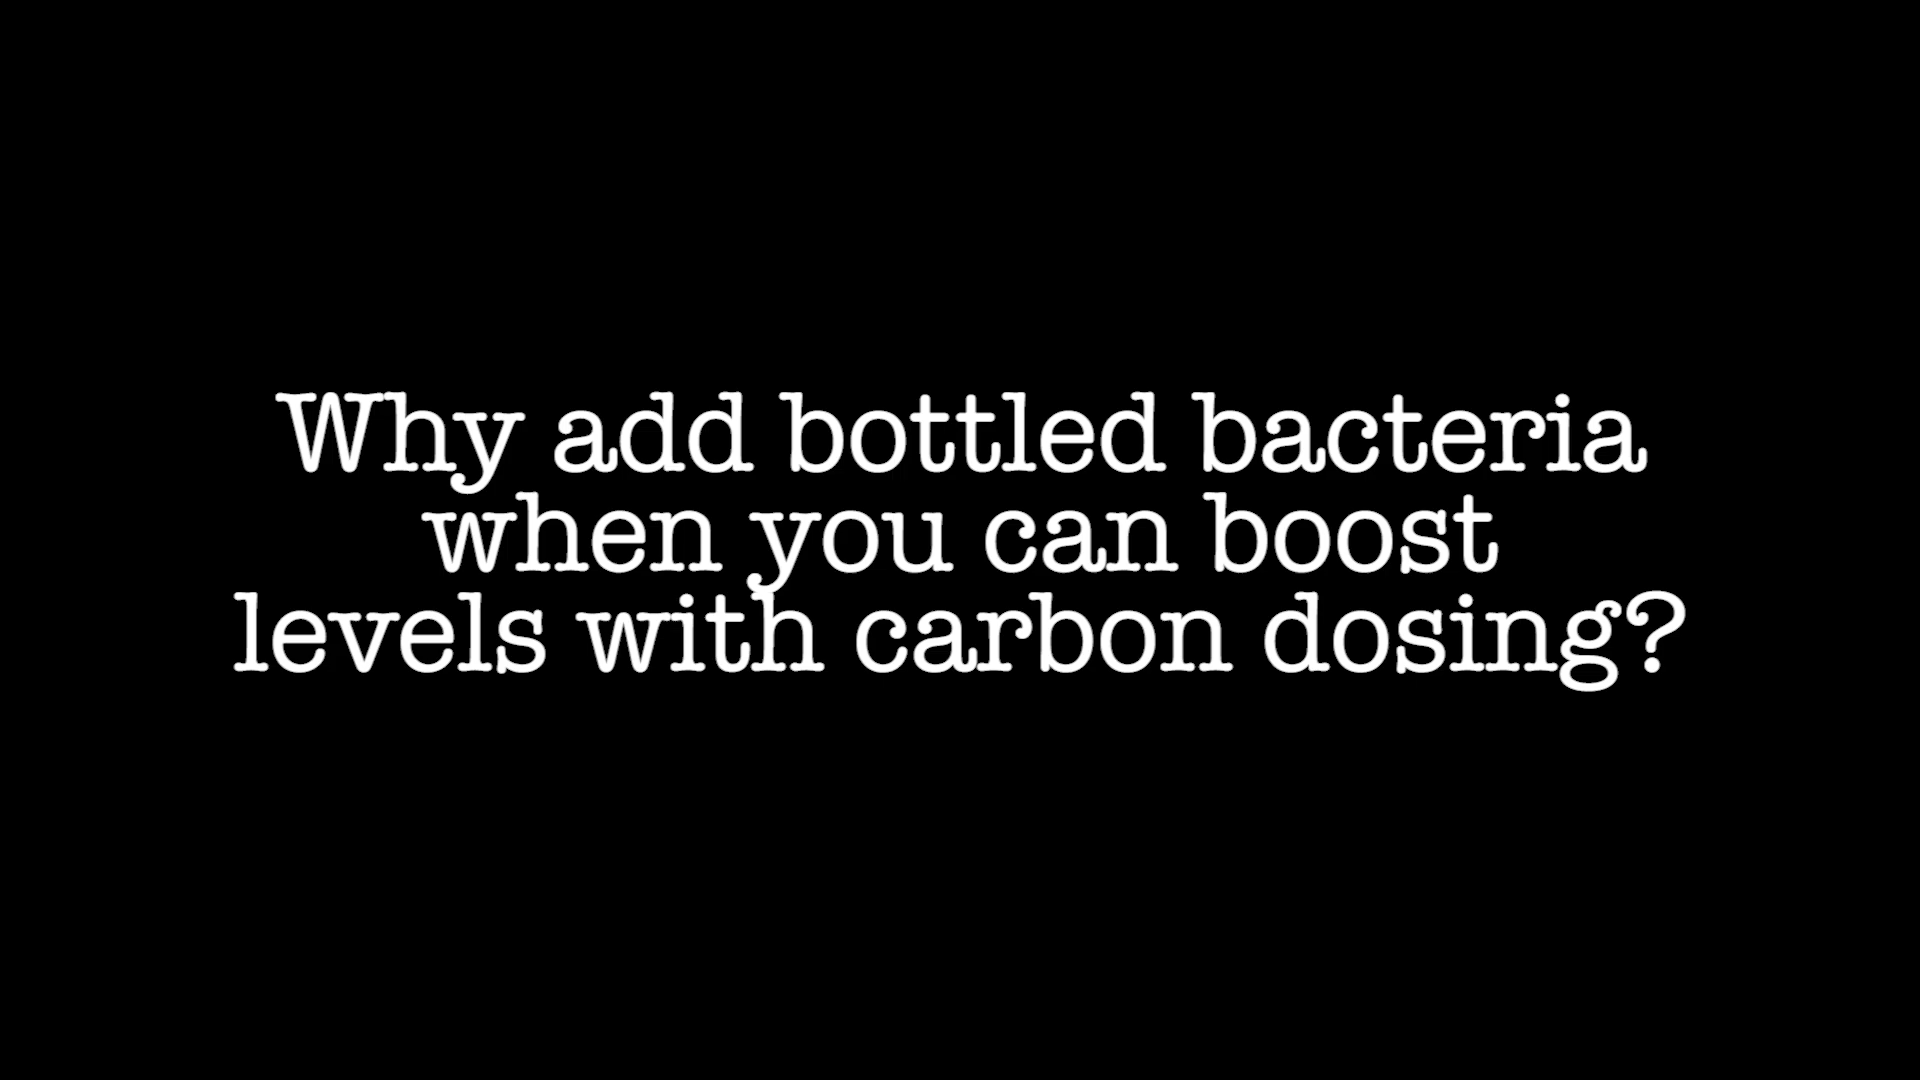 Why add bottled bacteria
when you can boost
levels with carbon dosing?